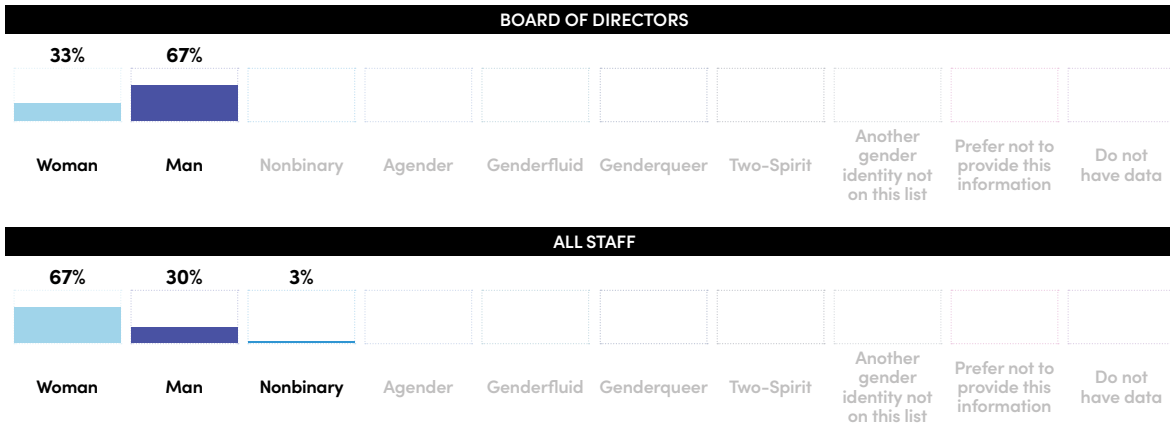 BOARD OF DIRECTORS
33% 67%
Woman Man Nonbinary Agender Genderfluid Genderqueer Two-Spirit Another gender identity not on this list Prefer not to provide this information Do not have data
ALL STAFF
67% 30% 3%
Woman Man Nonbinary Agender Genderfluid Genderqueer Two-Spirit Another gender identity not on this list Prefer not to provide this information Do not have data